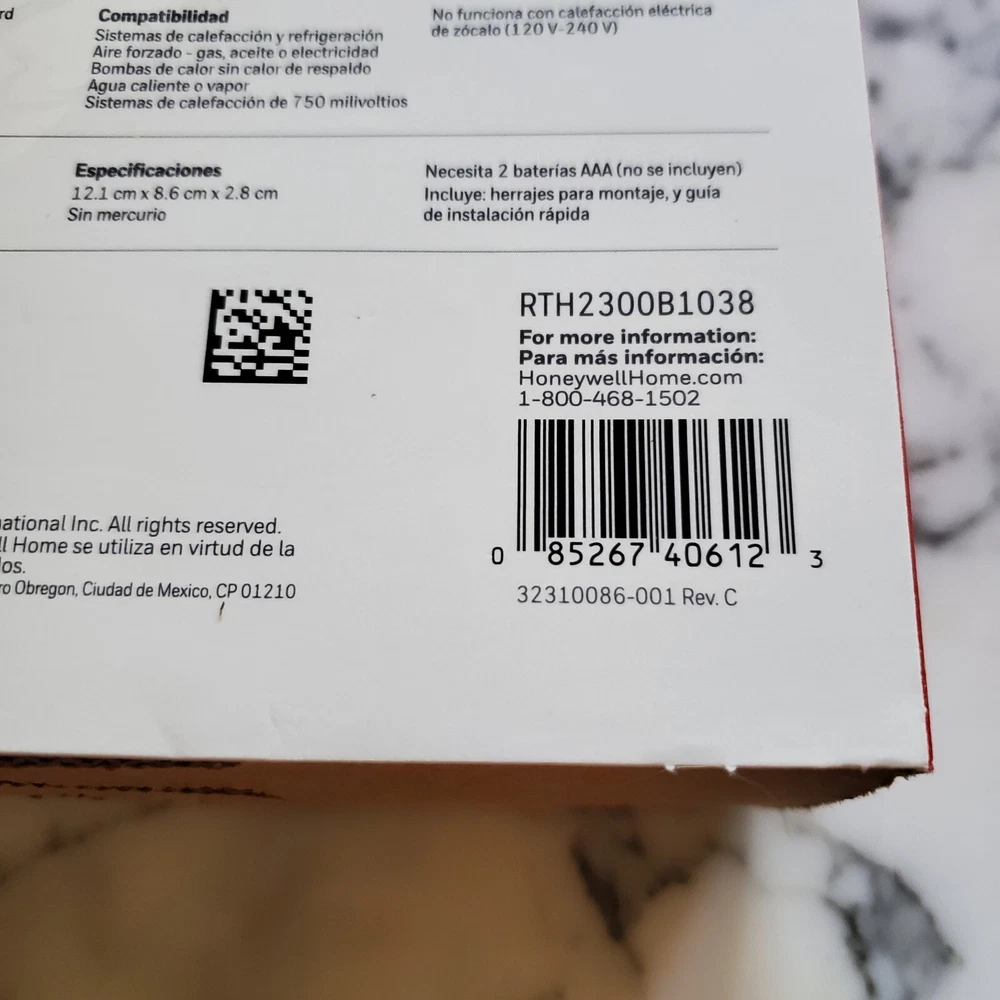 rd
Compatibilidad
Sistemas de calefacción y refrigeración
Aire forzado - gas, aceite o electricidad
Bombas de calor sin calor de respaldo
Agua caliente o vapor
Sistemas de calefacción de 750 milivoltios
No funciona con calefacción eléctrica
de zócalo (120 V-240 V)
Especificaciones
12.1 cm x 8.6 cm x 2.8 cm
Sin mercurio
Necesita 2 baterías AAA (no se incluyen)
Incluye: herrajes para montaje, y guía
de instalación rápida
RTH2300B1038
For more information:
Para más información:
HoneywellHome.com
1-800-468-1502
0 85267 40612 3
32310086-001 Rev. C
ational Inc. All rights reserved.
ll Home se utiliza en virtud de la
los.
ro Obregon, Ciudad de Mexico, CP 01210